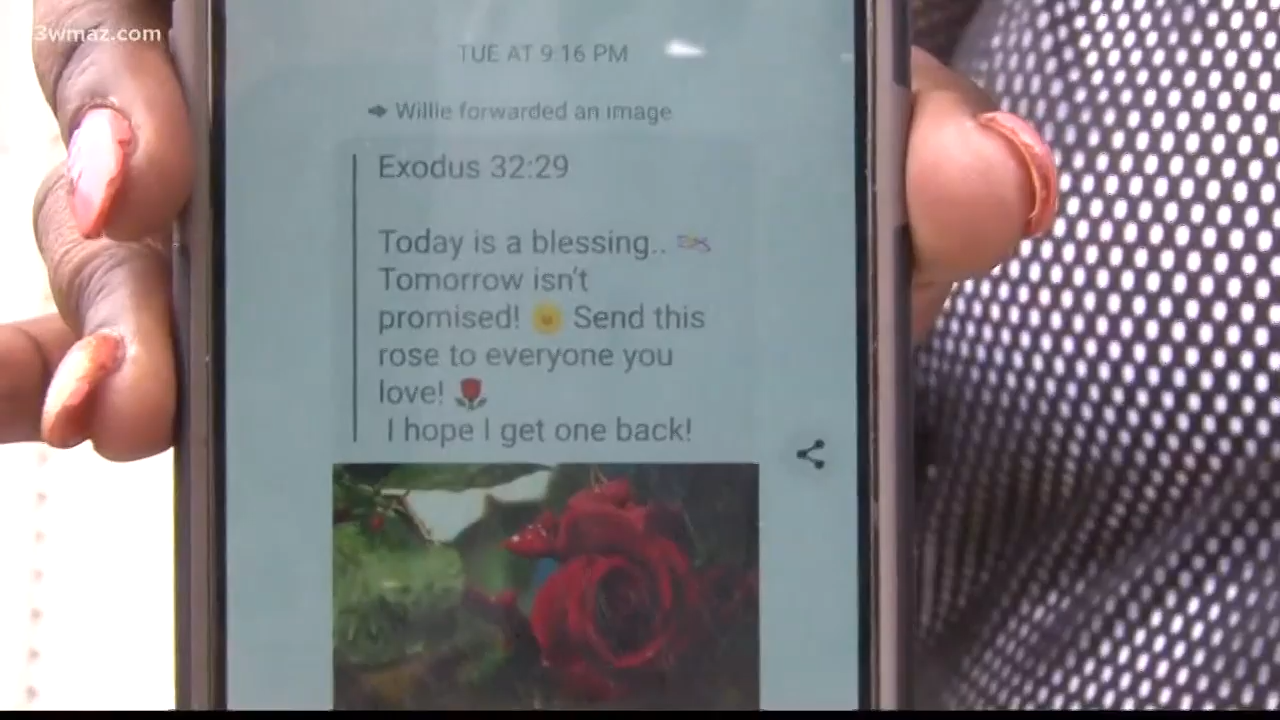 3wmaz.com
TUE AT 9:16 PM
Willie forwarded an image
Exodus 32:29
Today is a blessing..
Tomorrow isn't
promised! 🌞 Send this
rose to everyone you
love! 🌹
I hope I get one back!